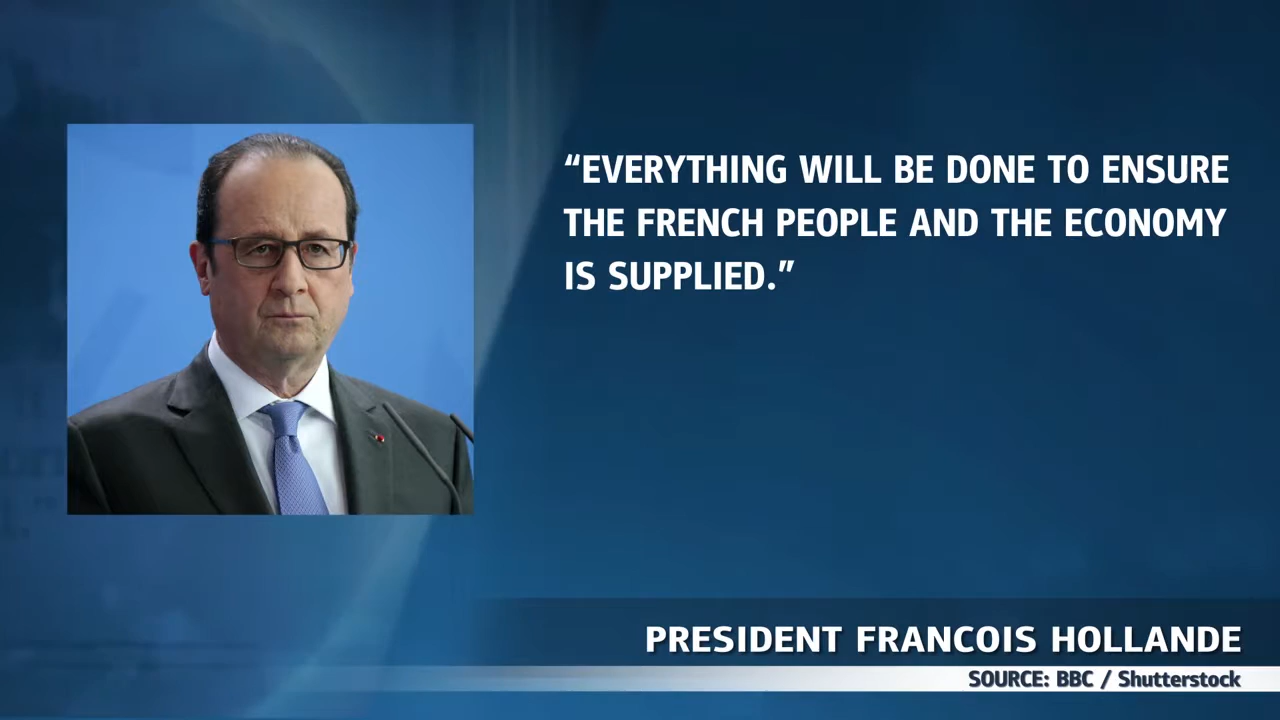 “EVERYTHING WILL BE DONE TO ENSURE
THE FRENCH PEOPLE AND THE ECONOMY
IS SUPPLIED.”
PRESIDENT FRANCOIS HOLLANDE
SOURCE: BBC / Shutterstock